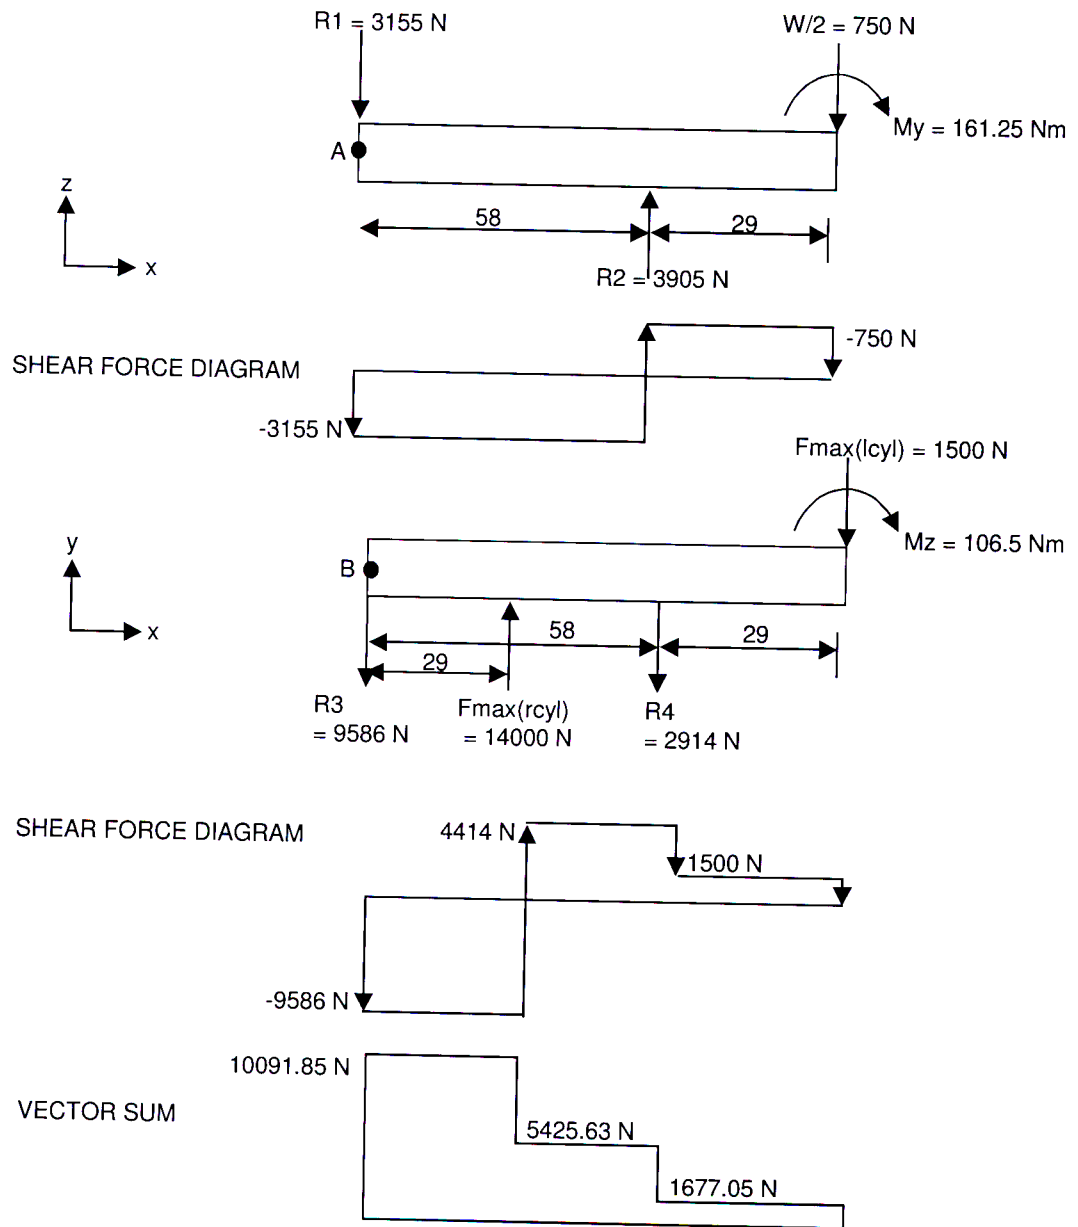 R1 = 3155 N
W/2 = 750 N
My = 161.25 Nm
A
z
x
58
29
R2 = 3905 N
SHEAR FORCE DIAGRAM
-750 N
-3155 N
Fmax(lcyl) = 1500 N
Mz = 106.5 Nm
y
x
B
58
29
29
R3
= 9586 N
Fmax(rcyl)
= 14000 N
R4
= 2914 N
SHEAR FORCE DIAGRAM
4414 N
1500 N
-9586 N
10091.85 N
VECTOR SUM
5425.63 N
1677.05 N